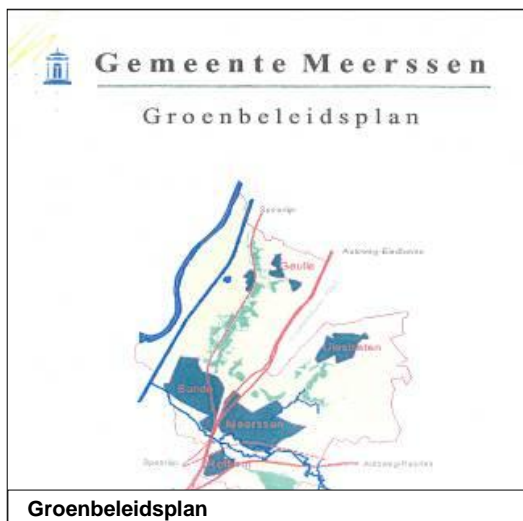 Gemeente Meerssen
Groenbeleidsplan
Geulle
Ulestraten
Bunde
Meerssen
Groenbeleidsplan